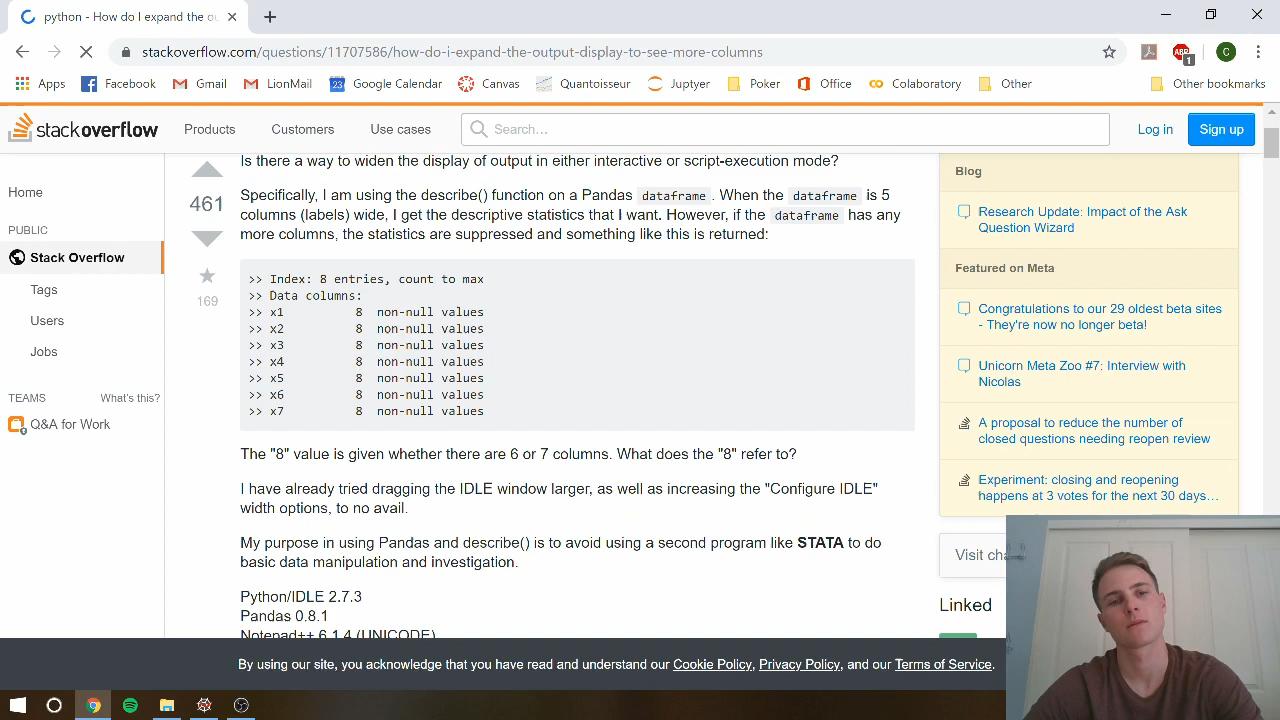 python - How do I expand the ou
stackoverflow.com/questions/11707586/how-do-i-expand-the-output-display-to-see-more-columns
ABP
1
C
Apps
Facebook
Gmail
LionMail
23
Google Calendar
Canvas
Quantoisseur
Juptyer
Poker
Office
Colaboratory
Other
Other bookmarks
stackoverflow
Products
Customers
Use cases
Search…
Log in
Sign up
Home
PUBLIC
Stack Overflow
Tags
Users
Jobs
TEAMS
What's this?
Q&A for Work
461
169
Is there a way to widen the display of output in either interactive or script-execution mode?
Specifically, I am using the describe() function on a Pandas dataframe . When the dataframe is 5
columns (labels) wide, I get the descriptive statistics that I want. However, if the dataframe has any
more columns, the statistics are suppressed and something like this is returned:
>> Index: 8 entries, count to max
>> Data columns:
>> x1 8 non-null values
>> x2 8 non-null values
>> x3 8 non-null values
>> x4 8 non-null values
>> x5 8 non-null values
>> x6 8 non-null values
>> x7 8 non-null values
The "8" value is given whether there are 6 or 7 columns. What does the "8" refer to?
I have already tried dragging the IDLE window larger, as well as increasing the "Configure IDLE"
width options, to no avail.
My purpose in using Pandas and describe() is to avoid using a second program like STATA to do
basic data manipulation and investigation.
Python/IDLE 2.7.3
Pandas 0.8.1
Notepad++ 6.1.4 (UNICODE)
Blog
Research Update: Impact of the Ask
Question Wizard
Featured on Meta
Congratulations to our 29 oldest beta sites
- They're now no longer beta!
Unicorn Meta Zoo #7: Interview with
Nicolas
A proposal to reduce the number of
closed questions needing reopen review
Experiment: closing and reopening
happens at 3 votes for the next 30 days…
Visit cha
Linked
By using our site, you acknowledge that you have read and understand our Cookie Policy, Privacy Policy, and our Terms of Service.